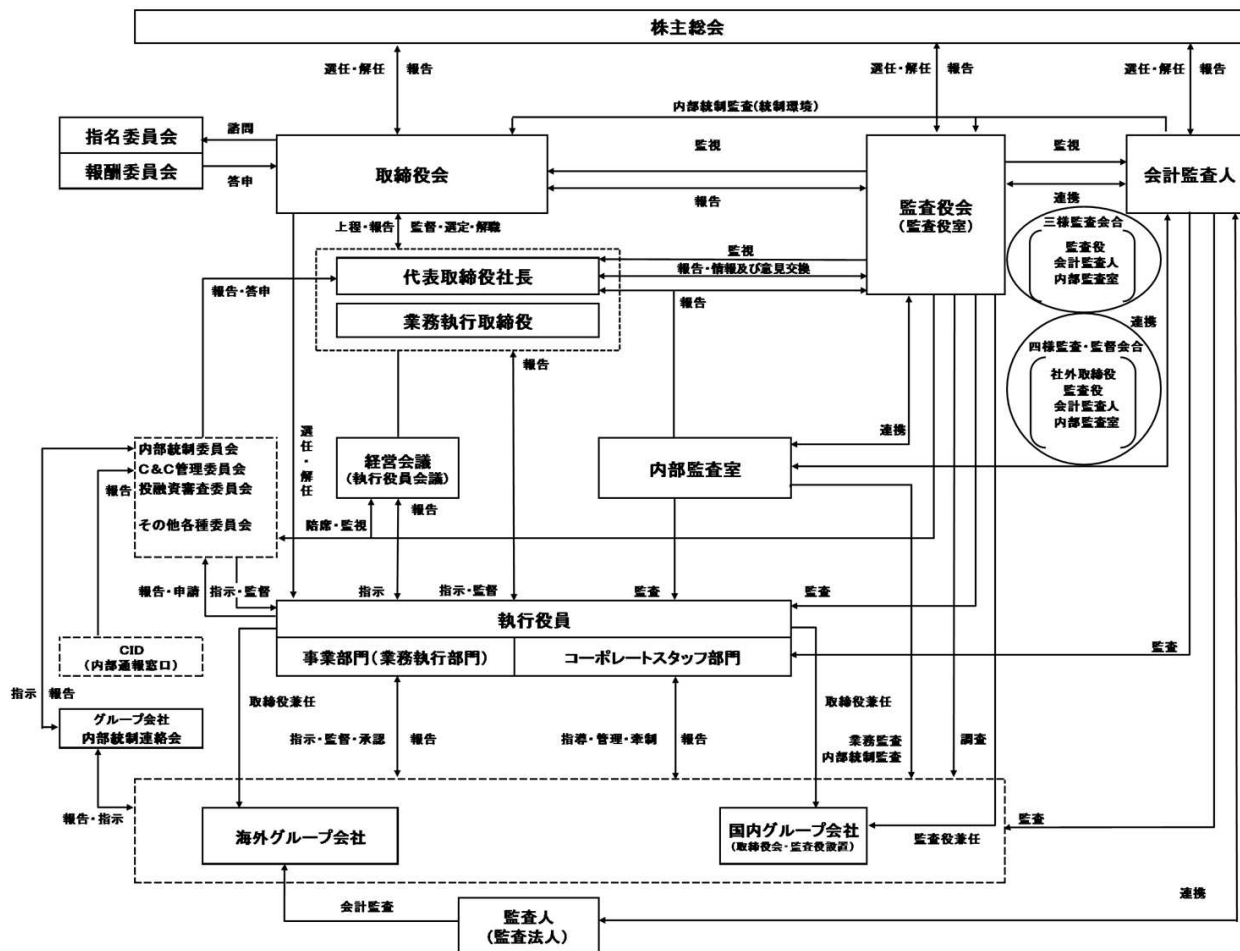 株主総会
選任・解任
報告
選任・解任
報告
選任・解任
報告
内部統制監査(統制環境)
指名委員会
報酬委員会
諮問
答申
取締役会
監視
報告
監査役会
(監査役室)
監視
連携
会計監査人
上程・報告
監督・選定・解職
三様監査会合
監査役
会計監査人
内部監査室
代表取締役社長
業務執行取締役
監視
報告・情報及び意見交換
報告
報告・答申
報告
連携
四様監査・監督会合
社外取締役
監査役
会計監査人
内部監査室
選任・解任
内部統制委員会
C&C管理委員会
投融資審査委員会
その他各種委員会
報告
経営会議
(執行役員会議)
報告
連携
内部監査室
陪席・監視
報告・申請
指示・監督
指示
指示・監督
監査
監査
執行役員
事業部門(業務執行部門)
コーポレートスタッフ部門
監査
CID
(内部通報窓口)
指示
報告
グループ会社
内部統制連絡会
取締役兼任
指示・監督・承認
報告
指導・管理・牽制
報告
取締役兼任
業務監査
内部統制監査
調査
報告・指示
海外グループ会社
国内グループ会社
(取締役会・監査役設置)
監査役兼任
監査
会計監査
監査人
(監査法人)
連携